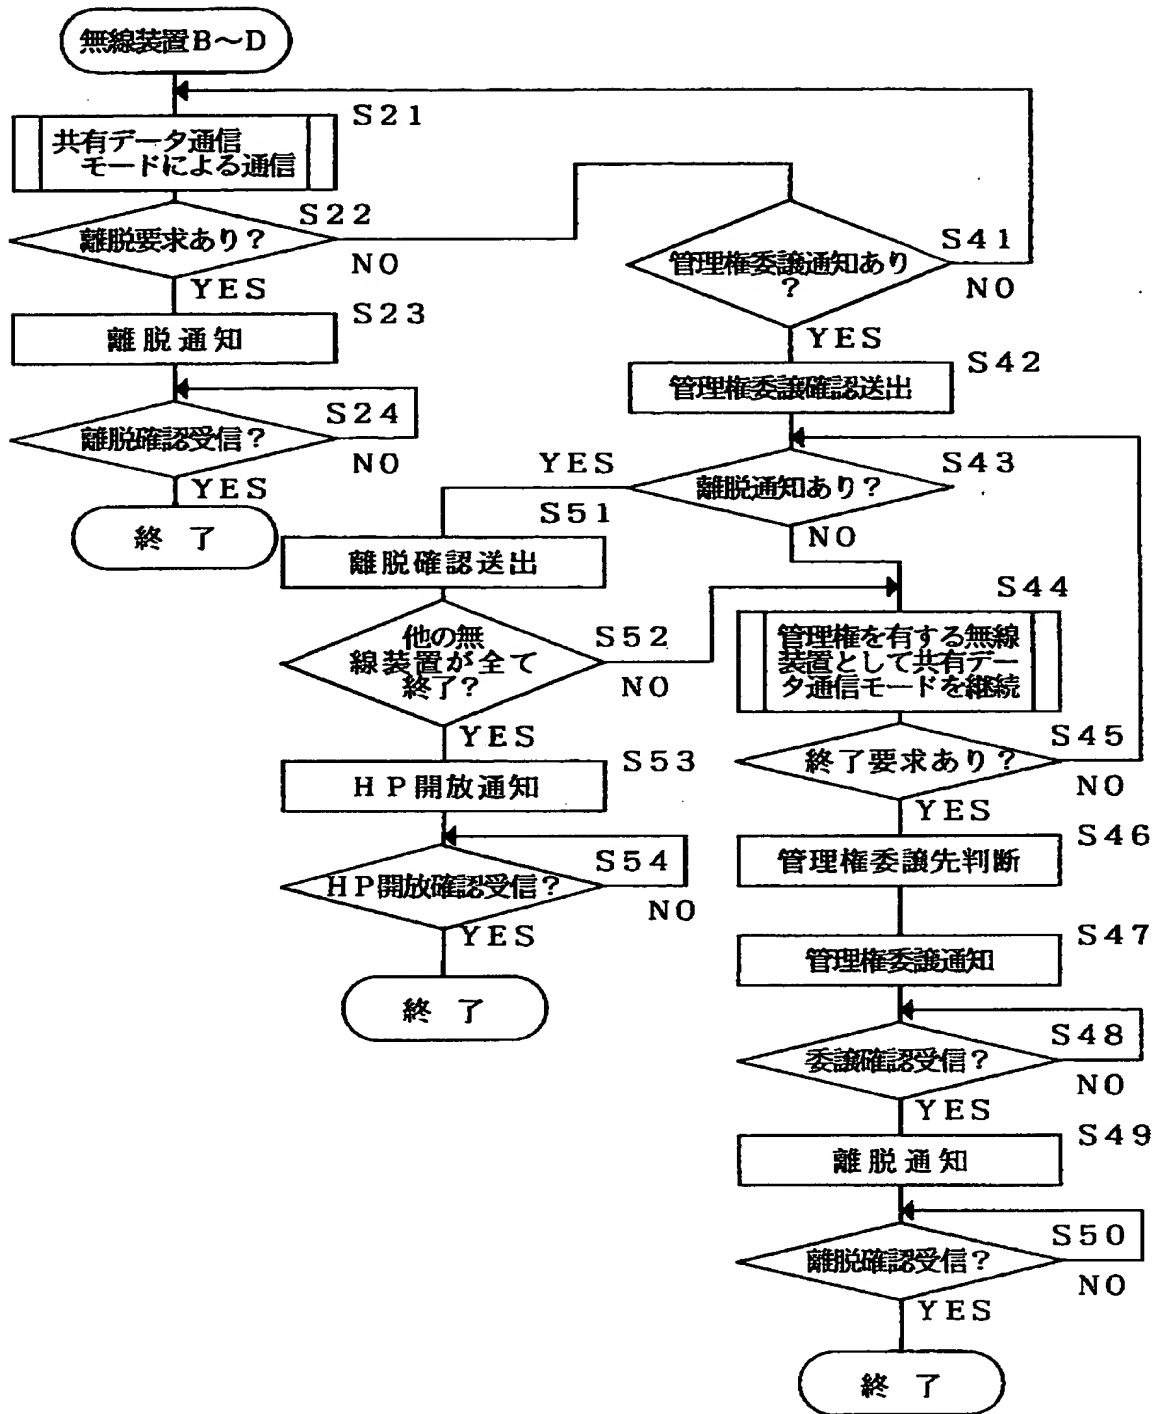 無線装置B～D
S21
共有データ通信
モードによる通信
S22
離脱要求あり？
NO
YES
S23
離脱通知
S24
離脱確認受信？
NO
YES
終了
S41
管理権委譲通知あり
？
NO
YES
S42
管理権委譲確認送出
S43
離脱通知あり？
YES
NO
S51
離脱確認送出
S52
他の無
線装置が全て
終了？
NO
YES
S53
HP開放通知
S54
HP開放確認受信？
NO
YES
終了
S44
管理権を有する無線
装置として共有デー
タ通信モードを継続
S45
終了要求あり？
NO
YES
S46
管理権委譲先判断
S47
管理権委譲通知
S48
委譲確認受信？
NO
YES
S49
離脱通知
S50
離脱確認受信？
NO
YES
終了